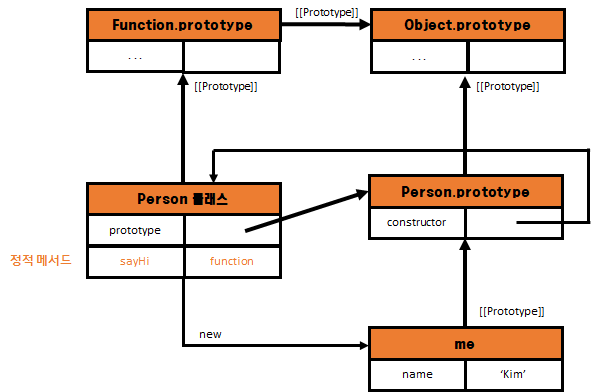 Function.prototype
[[Prototype]]
Object.prototype
...
...
[[Prototype]]
[[Prototype]]
Person 클래스
Person.prototype
prototype
constructor
정적 메서드
sayHi
function
[[Prototype]]
new
me
name
‘Kim’